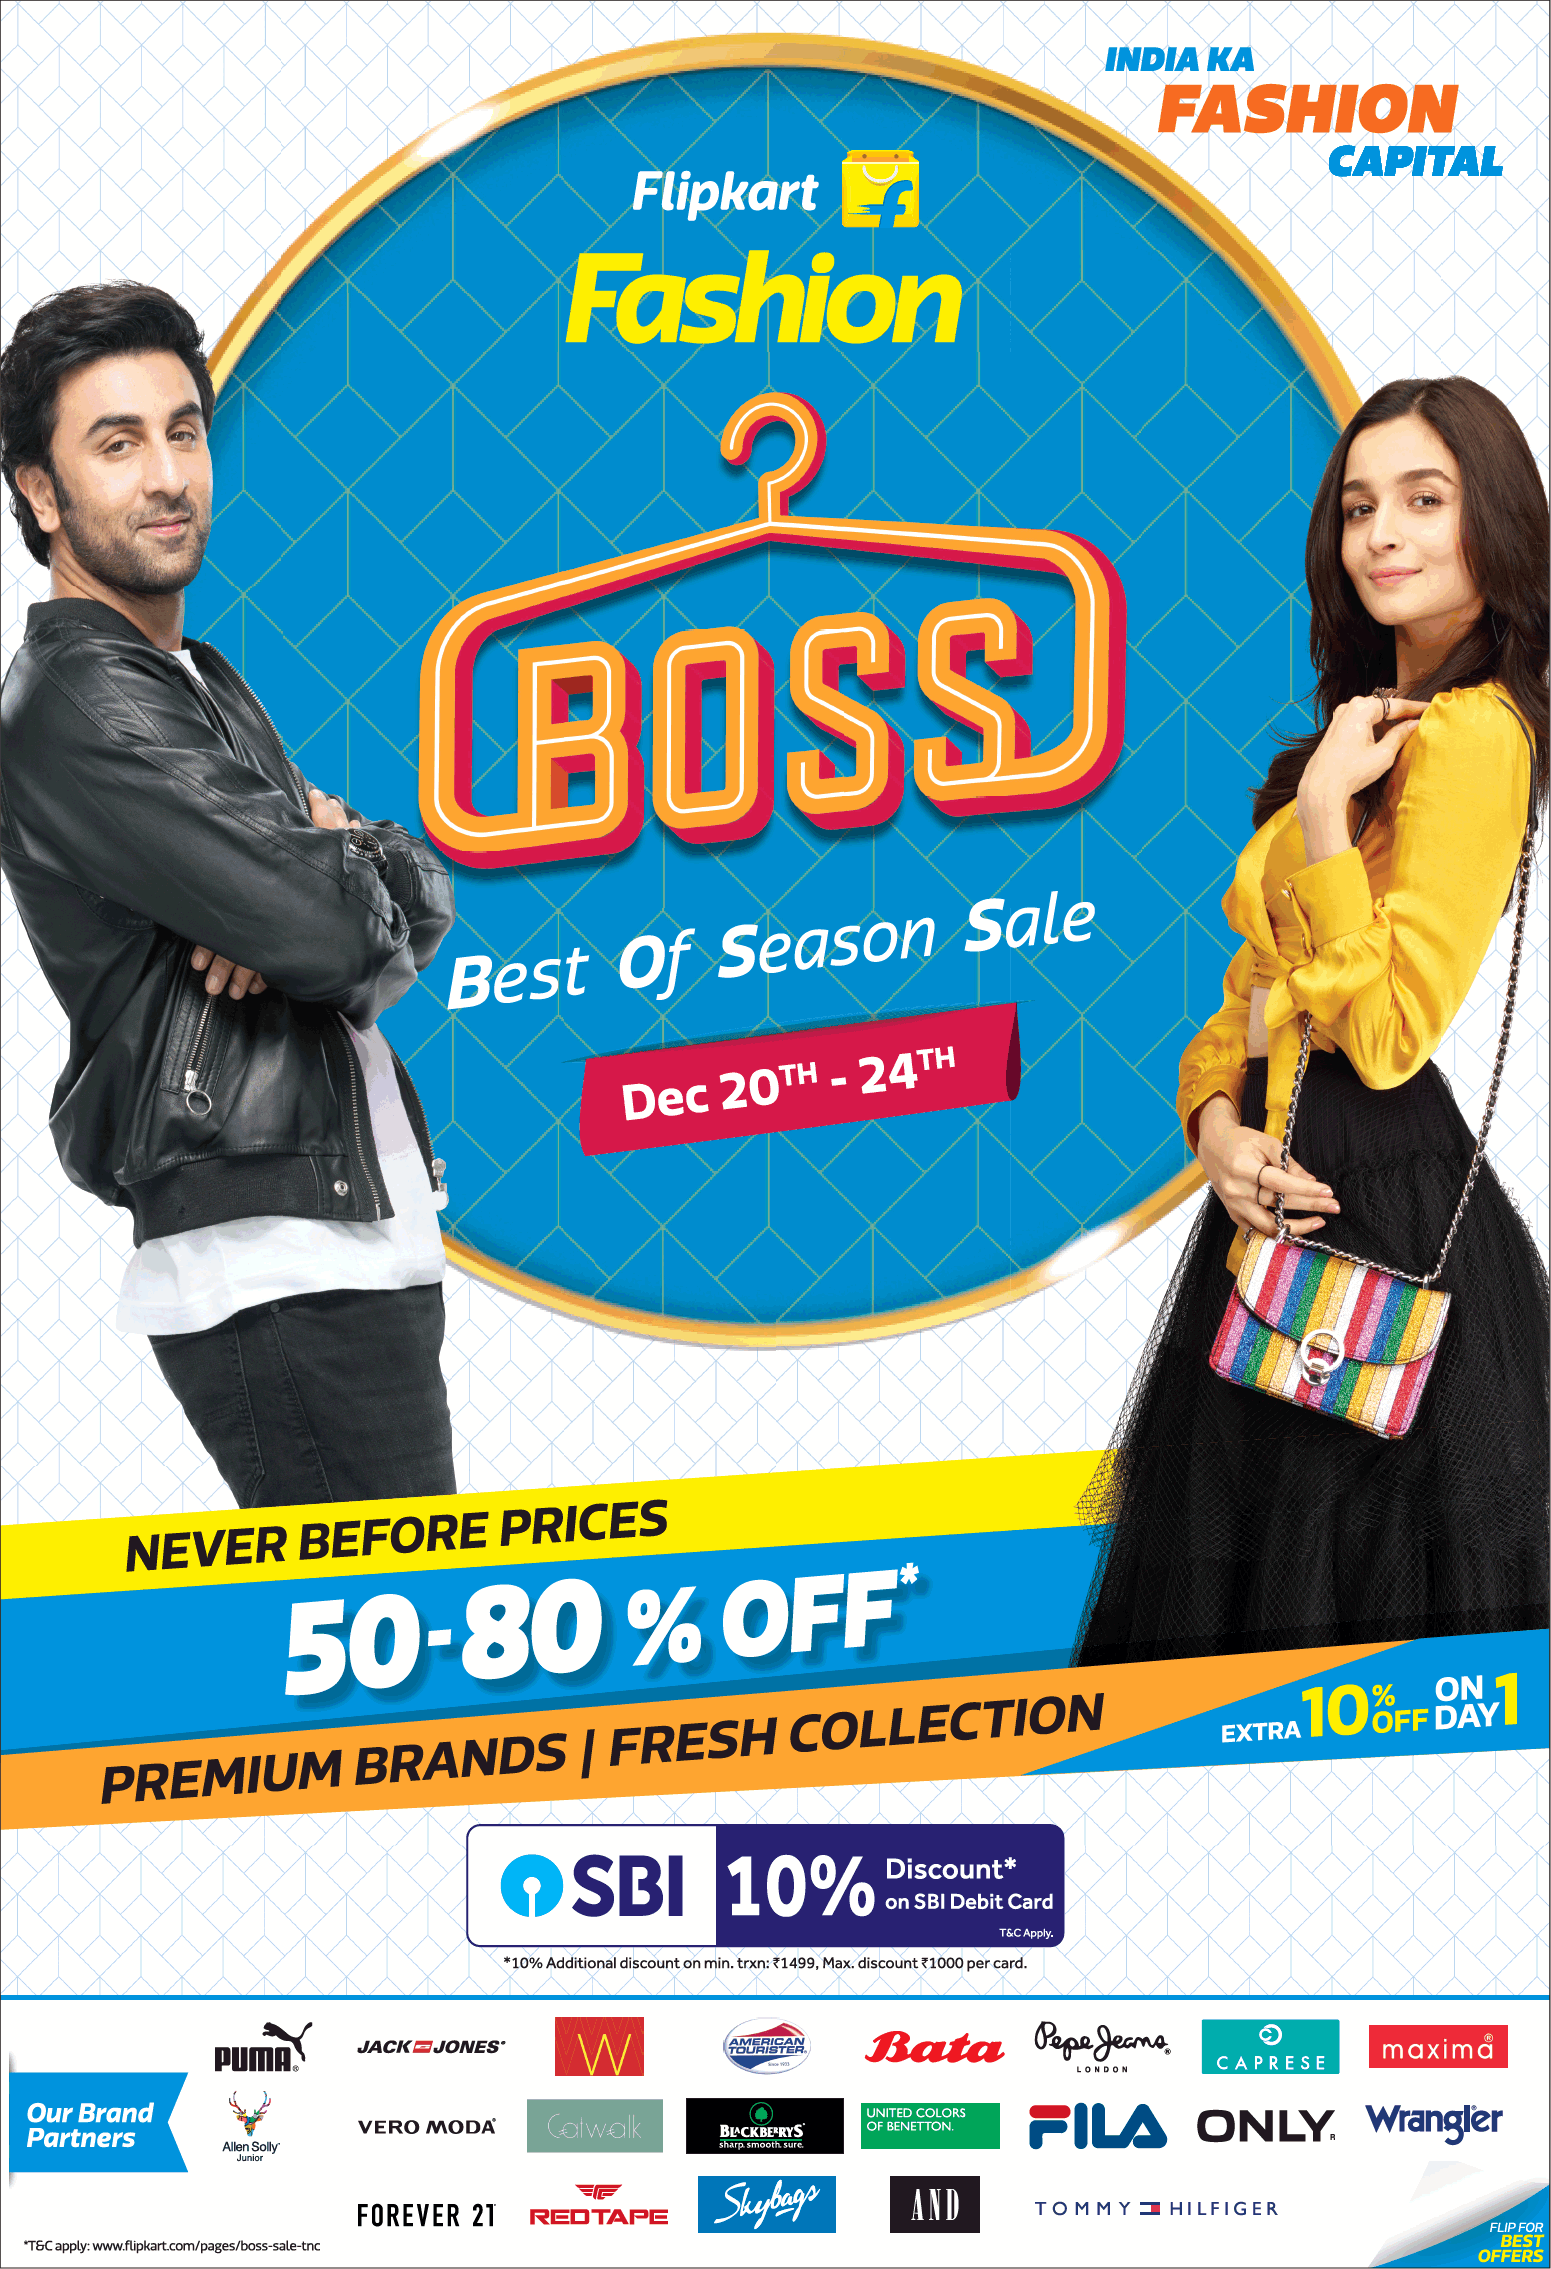 INDIA KA
FASHION
CAPITAL
Flipkart f
Fashion
BOSS
Best Of Season Sale
Dec 20TH - 24TH
NEVER BEFORE PRICES
50-80 % OFF*
PREMIUM BRANDS | FRESH COLLECTION
EXTRA 10% OFF ON DAY 1
SBI
10% Discount*
on SBI Debit Card
T&C Apply.
*10% Additional discount on min. trxn: ₹1499, Max. discount ₹1000 per card.
Our Brand
Partners
PUMA®
JACK JONES®
W
AMERICAN
TOURISTER®
Since 1933
Bata
Pepe Jeans®
LONDON
CAPRESE
maxima®
Allen Solly
Junior
VERO MODA®
Catwalk
BLACKBERRYS
sharp. smooth. sure.
UNITED COLORS
OF BENETTON.
FILA
ONLY®
Wrangler
FOREVER 21
REDTAPE
Skybags
AND
TOMMY HILFIGER
*T&C apply: www.flipkart.com/pages/boss-sale-tnc
FLIP FOR
BEST
OFFERS